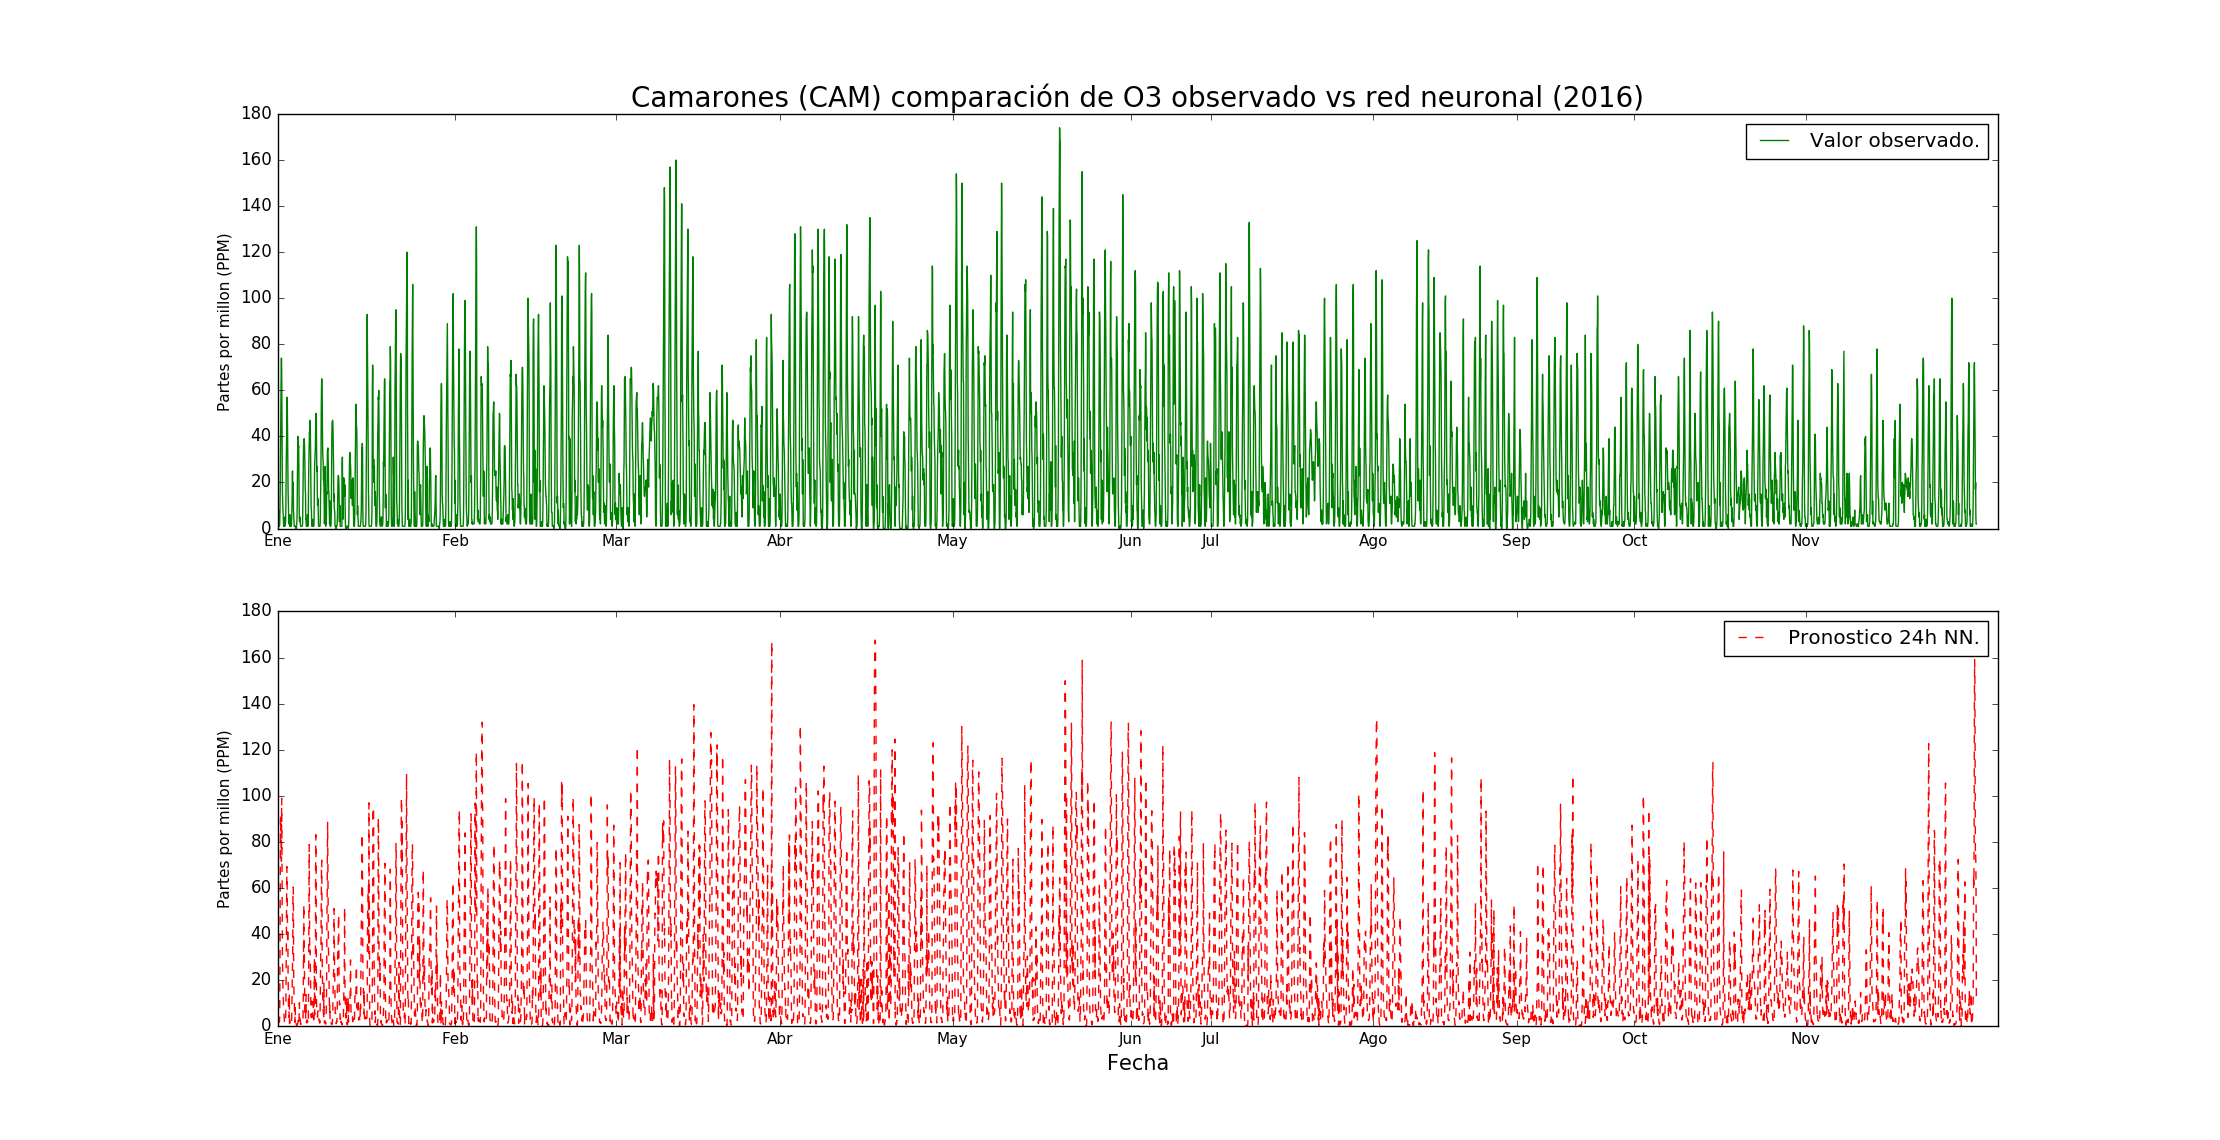 Camarones (CAM) comparación de O3 observado vs red neuronal (2016)
180
160
140
120
100
80
60
40
20
0
Partes por millon (PPM)
Valor observado.
Ene Feb Mar Abr May Jun Jul Ago Sep Oct Nov
180
160
140
120
100
80
60
40
20
0
Partes por millon (PPM)
Pronostico 24h NN.
Ene Feb Mar Abr May Jun Jul Ago Sep Oct Nov
Fecha